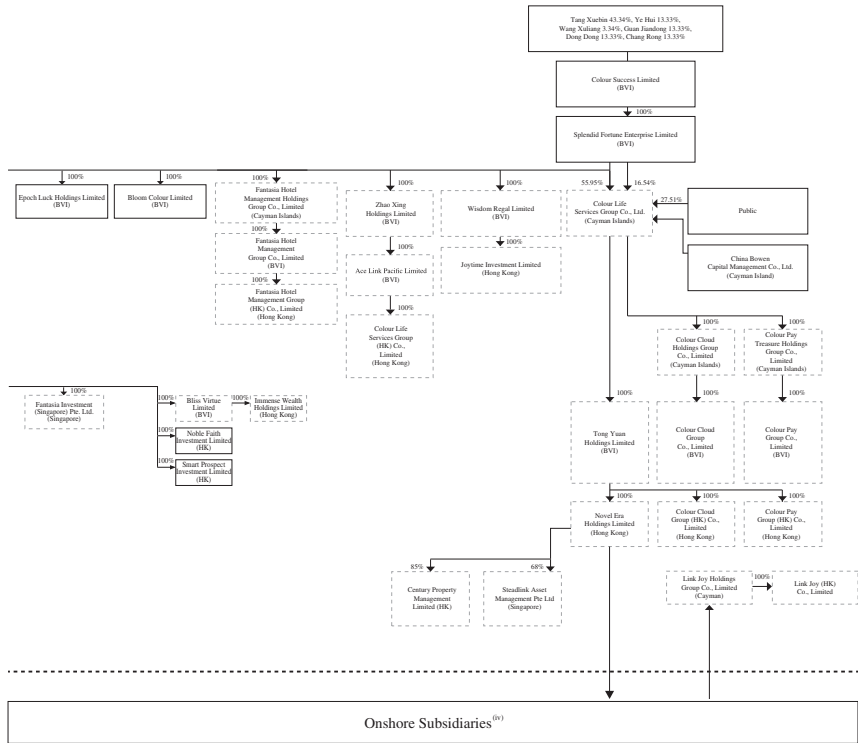 Tang Xuebin 43.34%, Ye Hui 13.33%,
Wang Xuliang 3.34%, Guan Jiandong 13.33%,
Dong Dong 13.33%, Chang Rong 13.33%
Colour Success Limited
(BVI)
100%
Splendid Fortune Enterprise Limited
(BVI)
100%
Epoch Luck Holdings Limited
(BVI)
100%
Bloom Colour Limited
(BVI)
100%
Fantasia Hotel
Management Holdings
Group Co., Limited
(Cayman Islands)
100%
Fantasia Hotel
Management
Group Co., Limited
(BVI)
100%
Fantasia Hotel
Management Group
(HK) Co., Limited
(Hong Kong)
100%
Zhao Xing
Holdings Limited
(BVI)
100%
Ace Link Pacific Limited
(BVI)
100%
Colour Life
Services Group
(HK) Co.,
Limited
(Hong Kong)
100%
Wisdom Regal Limited
(BVI)
100%
Joytime Investment Limited
(Hong Kong)
55.95%
16.54%
Colour Life
Services Group Co., Ltd.
(Cayman Islands)
27.51%
Public
China Bowen
Capital Management Co., Ltd.
(Cayman Island)
100%
Colour Cloud
Holdings Group
Co., Limited
(Cayman Islands)
100%
Colour Pay
Treasure Holdings
Group Co.,
Limited
(Cayman Islands)
100%
Fantasia Investment
(Singapore) Pte. Ltd.
(Singapore)
100%
Bliss Virtue
Limited
(BVI)
100%
Immense Wealth
Holdings Limited
(Hong Kong)
100%
Noble Faith
Investment Limited
(HK)
100%
Smart Prospect
Investment Limited
(HK)
100%
Tong Yuan
Holdings Limited
(BVI)
100%
Colour Cloud
Group
Co., Limited
(BVI)
100%
Colour Pay
Group Co.,
Limited
(BVI)
100%
Novel Era
Holdings Limited
(Hong Kong)
100%
Colour Cloud
Group (HK) Co.,
Limited
(Hong Kong)
100%
Colour Pay
Group (HK) Co.,
Limited
(Hong Kong)
85%
Century Property
Management
Limited (HK)
68%
Steadlink Asset
Management Pte Ltd
(Singapore)
Link Joy Holdings
Group Co., Limited
(Cayman)
100%
Link Joy (HK)
Co., Limited
Onshore Subsidiaries(iv)